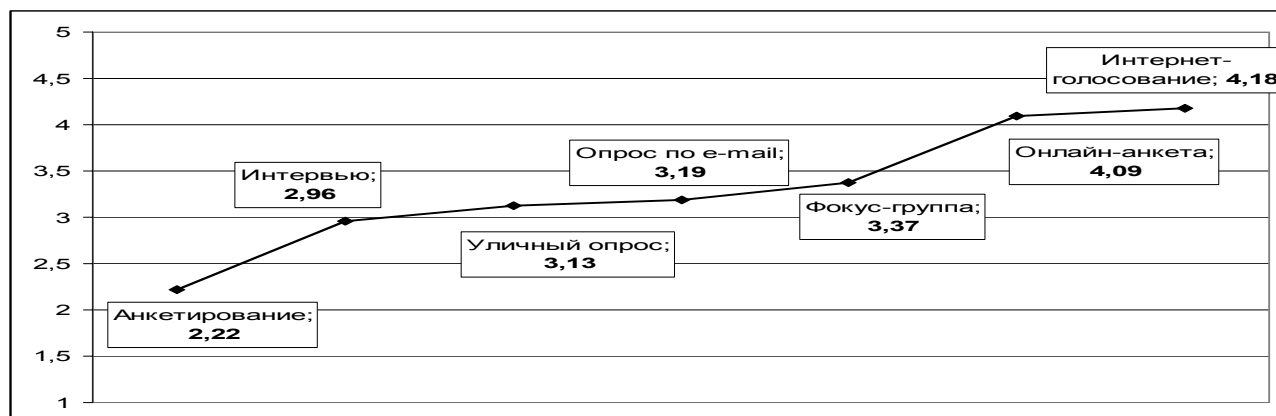 5
4,5
4
3,5
3
2,5
2
1,5
1
Анкетирование;
2,22
Интервью;
2,96
Уличный опрос;
3,13
Опрос по e-mail;
3,19
Фокус-группа;
3,37
Онлайн-анкета;
4,09
Интернет-
голосование; 4,18